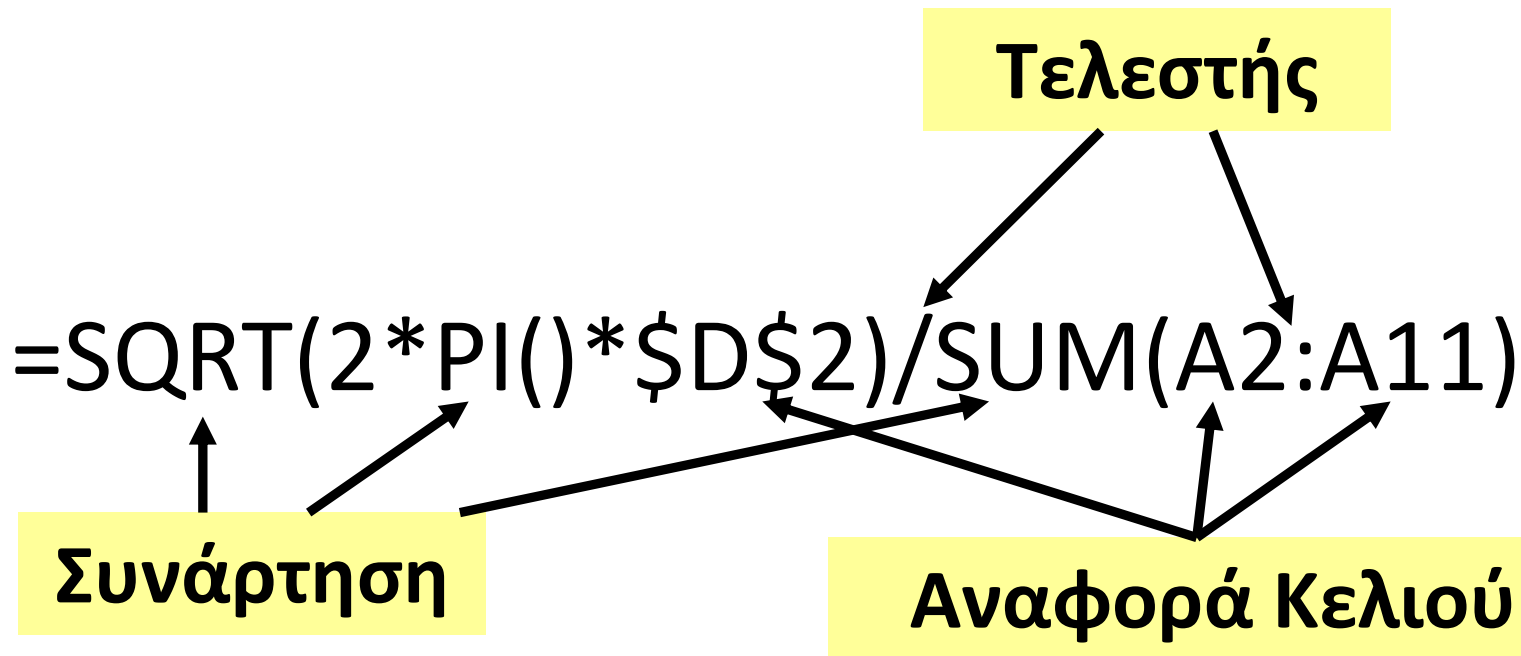 Τελεστής
=SQRT(2*PI()*$D$2)/SUM(A2:A11)
Συνάρτηση
Αναφορά Κελιού